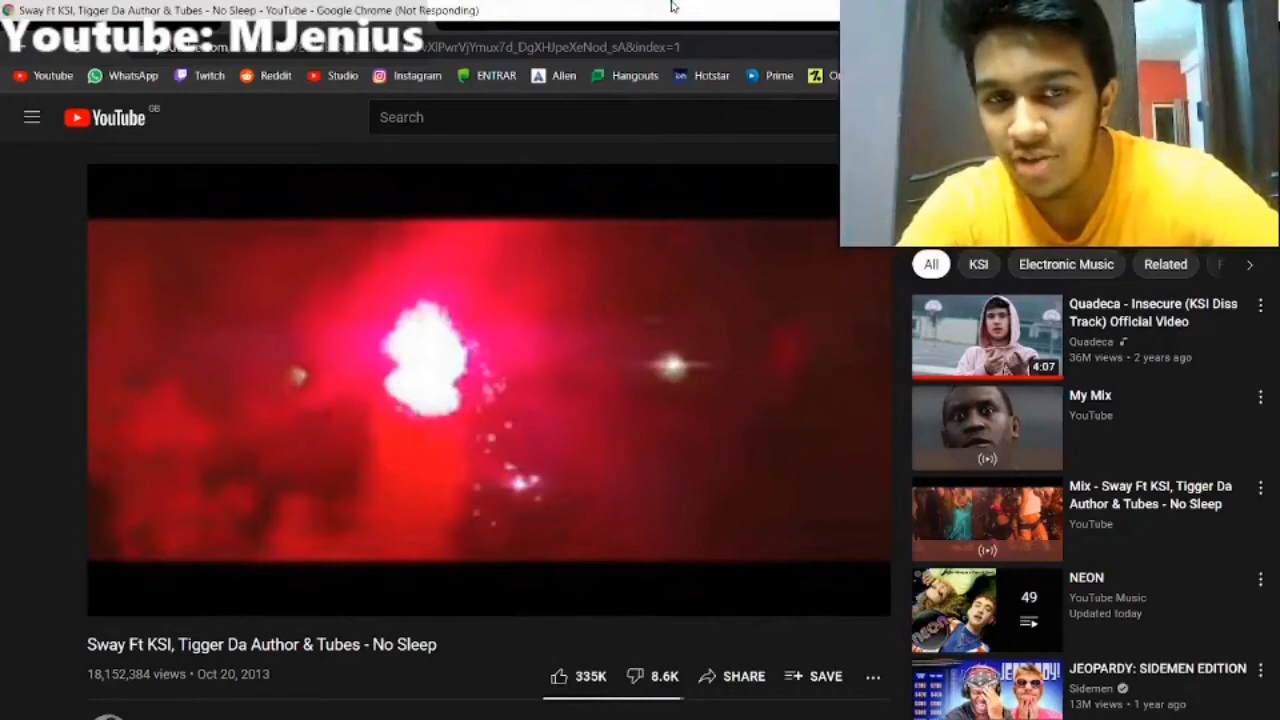 Sway Ft KSI, Tigger Da Author & Tubes - No Sleep - YouTube - Google Chrome (Not Responding)
Youtube: MJenius
XlPwrVjYmux7d_DgXHJpeXeNod_sA&index=1
Youtube WhatsApp Twitch Reddit Studio Instagram ENTRAR Alien Hangouts Hotstar Prime
YouTube GB
Search
All KSI Electronic Music Related
Quadeca - Insecure (KSI Diss
Track) Official Video
Quadeca
36M views • 2 years ago
4:07
My Mix
YouTube
Mix - Sway Ft KSI, Tigger Da
Author & Tubes - No Sleep
YouTube
NEON
YouTube Music
Updated today
49
JEOPARDY: SIDEMEN EDITION
Sidemen
13M views • 1 year ago
Sway Ft KSI, Tigger Da Author & Tubes - No Sleep
18,152,384 views • Oct 20, 2013
335K 8.6K SHARE SAVE